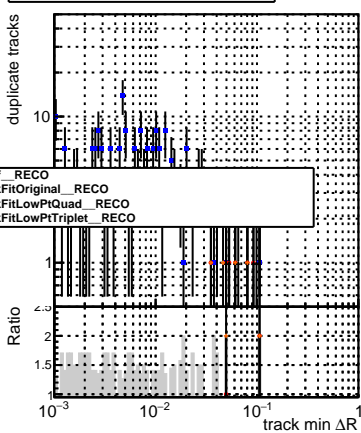 duplicate tracks
10
__RECO
FitOriginal__RECO
FitLowPtQuad__RECO
FitLowPtTriplet__RECO
1
Ratio
2.5
2
1.5
1
10⁻³
10⁻²
10⁻¹
1
track min ΔR